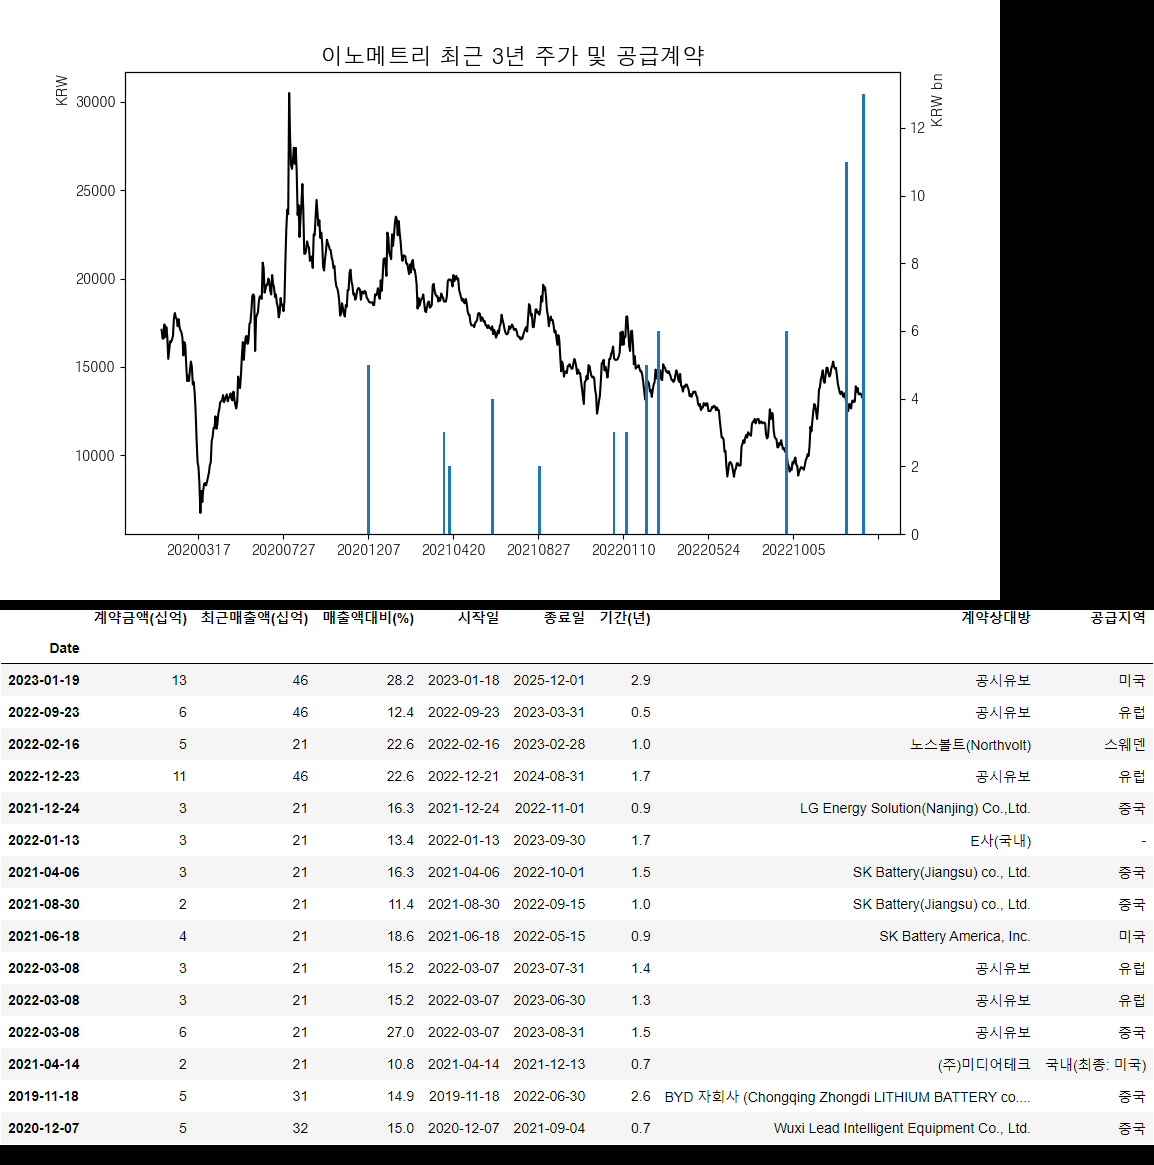 이노메트리 최근 3년 주가 및 공급계약
KRW
KRW bn
30000
25000
20000
15000
10000
12
10
8
6
4
2
0
20200317 20200727 20201207 20210420 20210827 20220110 20220524 20221005
계약금액(십억) 최근매출액(십억) 매출액대비(%) 시작일 종료일 기간(년) 계약상대방 공급지역
Date
2023-01-19 13 46 28.2 2023-01-18 2025-12-01 2.9 공시유보 미국
2022-09-23 6 46 12.4 2022-09-23 2023-03-31 0.5 공시유보 유럽
2022-02-16 5 21 22.6 2022-02-16 2023-02-28 1.0 노스볼트(Northvolt) 스웨덴
2022-12-23 11 46 22.6 2022-12-21 2024-08-31 1.7 공시유보 유럽
2021-12-24 3 21 16.3 2021-12-24 2022-11-01 0.9 LG Energy Solution(Nanjing) Co.,Ltd. 중국
2022-01-13 3 21 13.4 2022-01-13 2023-09-30 1.7 E사(국내) -
2021-04-06 3 21 16.3 2021-04-06 2022-10-01 1.5 SK Battery(Jiangsu) co., Ltd. 중국
2021-08-30 2 21 11.4 2021-08-30 2022-09-15 1.0 SK Battery(Jiangsu) co., Ltd. 중국
2021-06-18 4 21 18.6 2021-06-18 2022-05-15 0.9 SK Battery America, Inc. 미국
2022-03-08 3 21 15.2 2022-03-07 2023-07-31 1.4 공시유보 유럽
2022-03-08 3 21 15.2 2022-03-07 2023-06-30 1.3 공시유보 유럽
2022-03-08 6 21 27.0 2022-03-07 2023-08-31 1.5 공시유보 중국
2021-04-14 2 21 10.8 2021-04-14 2021-12-13 0.7 (주)미디어테크 국내(최종: 미국)
2019-11-18 5 31 14.9 2019-11-18 2022-06-30 2.6 BYD 자회사 (Chongqing Zhongdi LITHIUM BATTERY co.... 중국
2020-12-07 5 32 15.0 2020-12-07 2021-09-04 0.7 Wuxi Lead Intelligent Equipment Co., Ltd. 중국